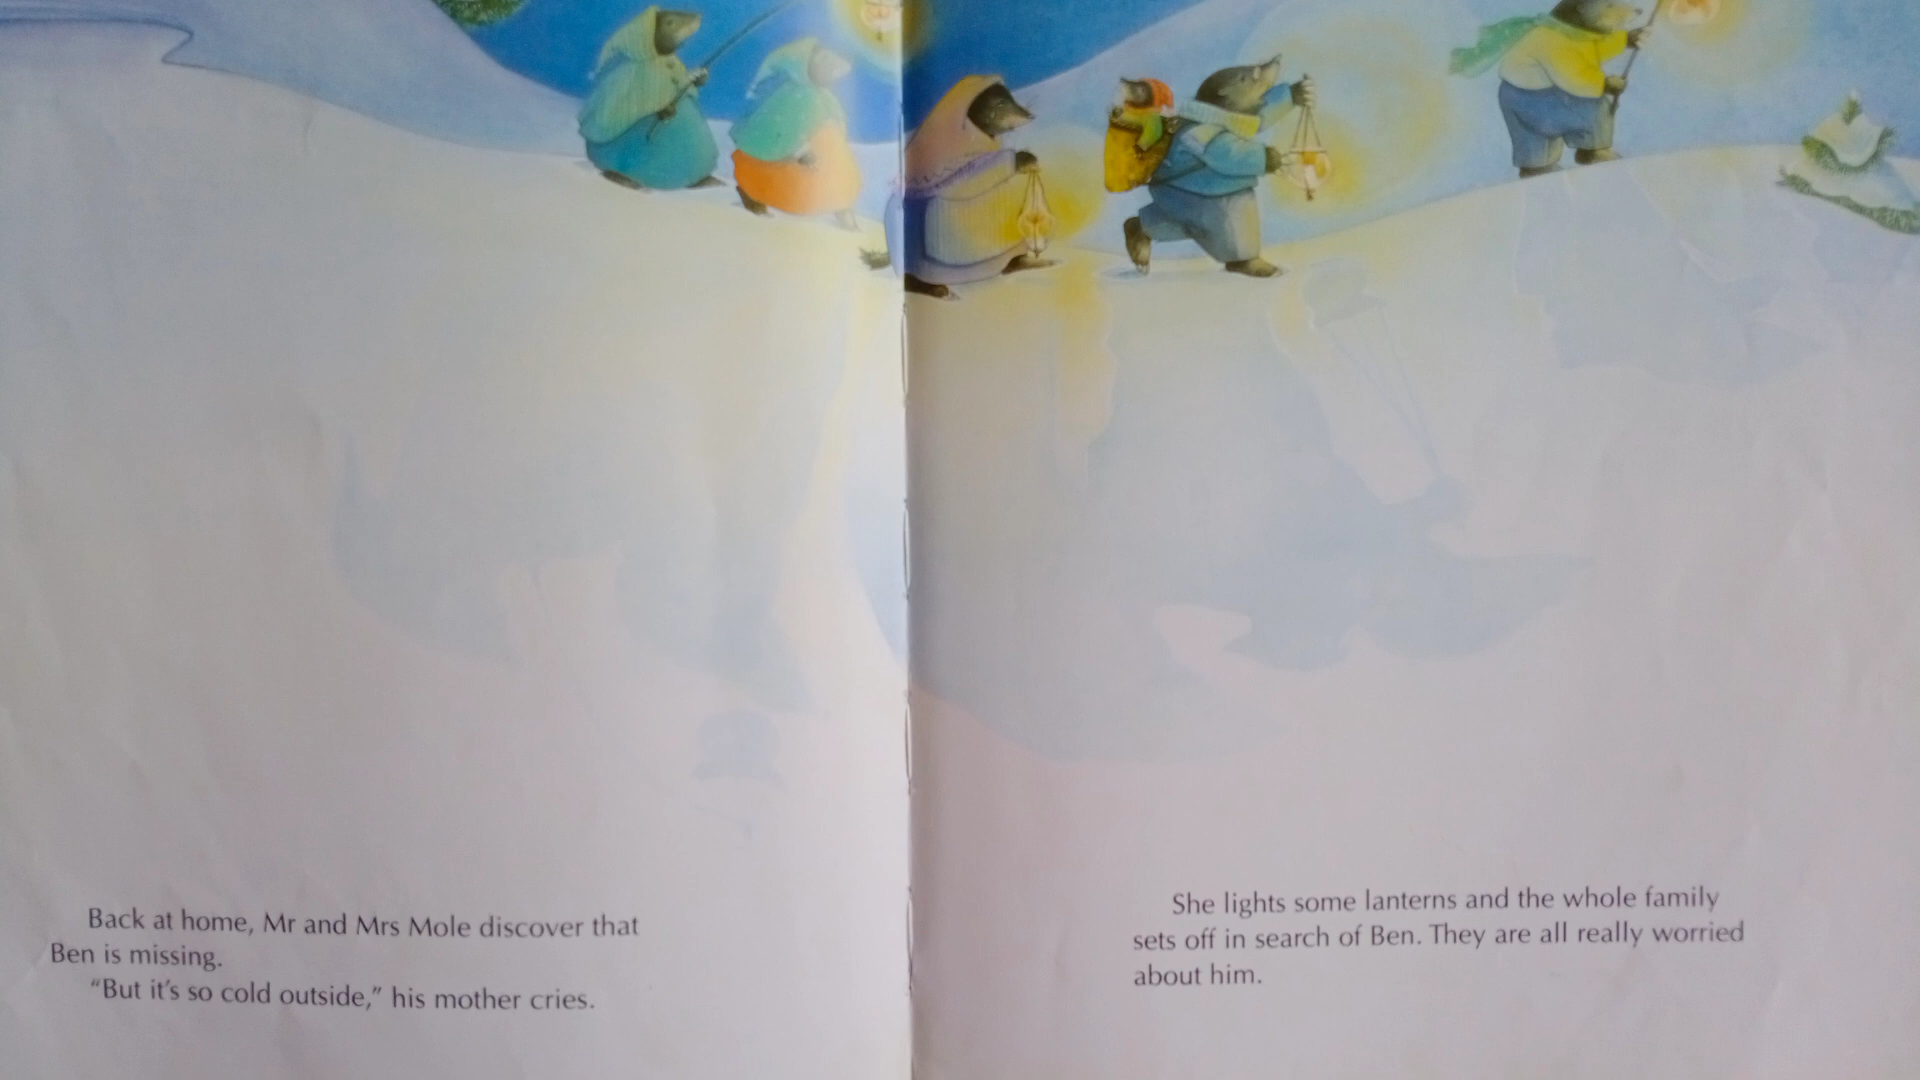 Back at home, Mr and Mrs Mole discover that
Ben is missing.
“But it’s so cold outside,” his mother cries.
She lights some lanterns and the whole family
sets off in search of Ben. They are all really worried
about him.